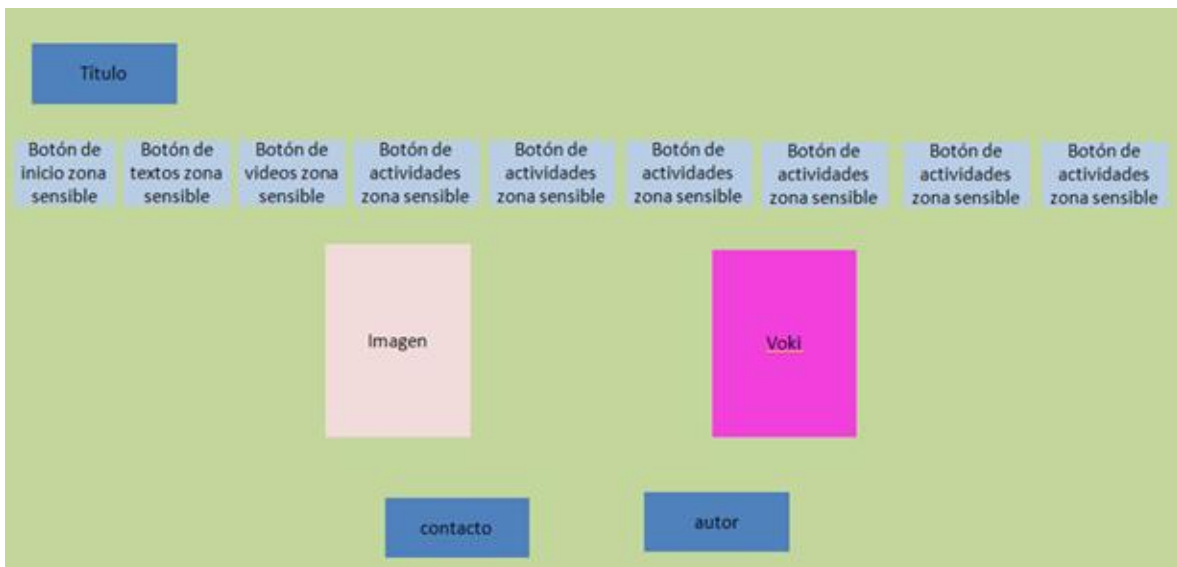 Título
Botón de
inicio zona
sensible
Botón de
textos zona
sensible
Botón de
videos zona
sensible
Botón de
actividades
zona sensible
Botón de
actividades
zona sensible
Botón de
actividades
zona sensible
Botón de
actividades
zona sensible
Botón de
actividades
zona sensible
Botón de
actividades
zona sensible
Imagen
Voki
contacto
autor